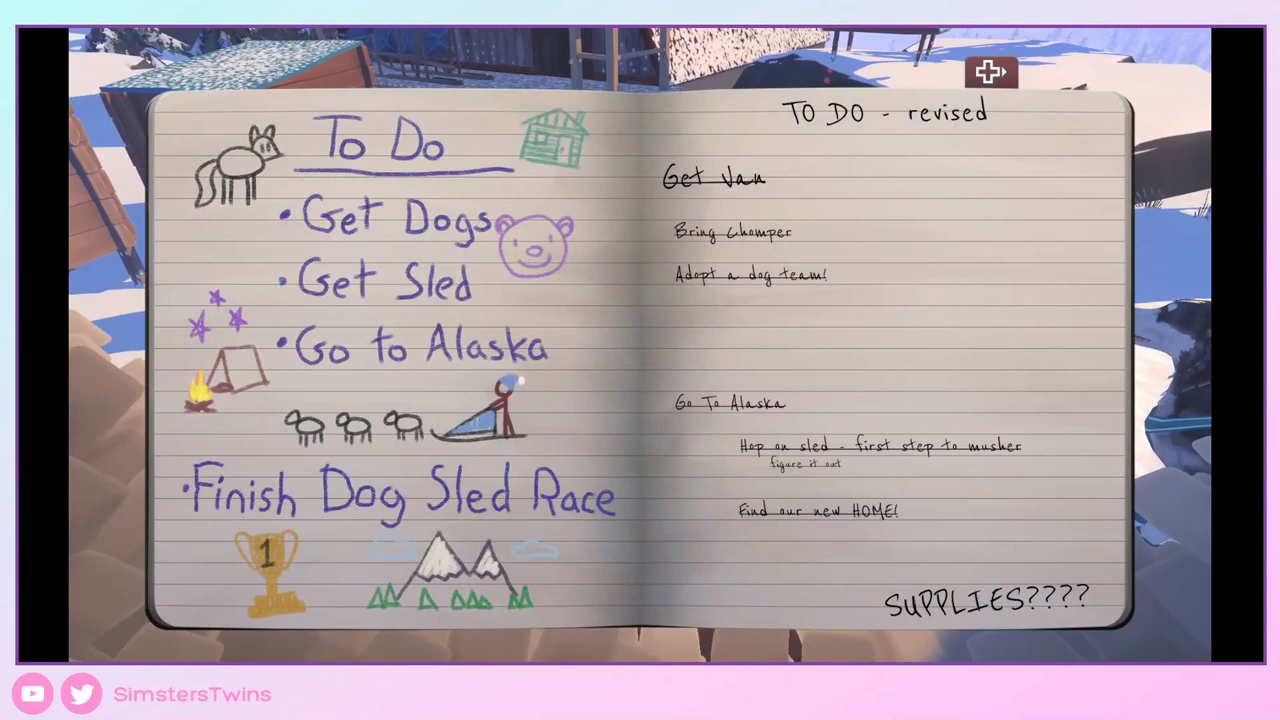 To Do
• Get Dogs
• Get Sled
• Go to Alaska
• Finish Dog Sled Race
1
TO DO - revised
Get Van
Bring Chomper
Adopt a dog team!
Go To Alaska
Hop on sled - first step to musher
figure it out
Find our new HOME!
SUPPLIES????
SimstersTwins